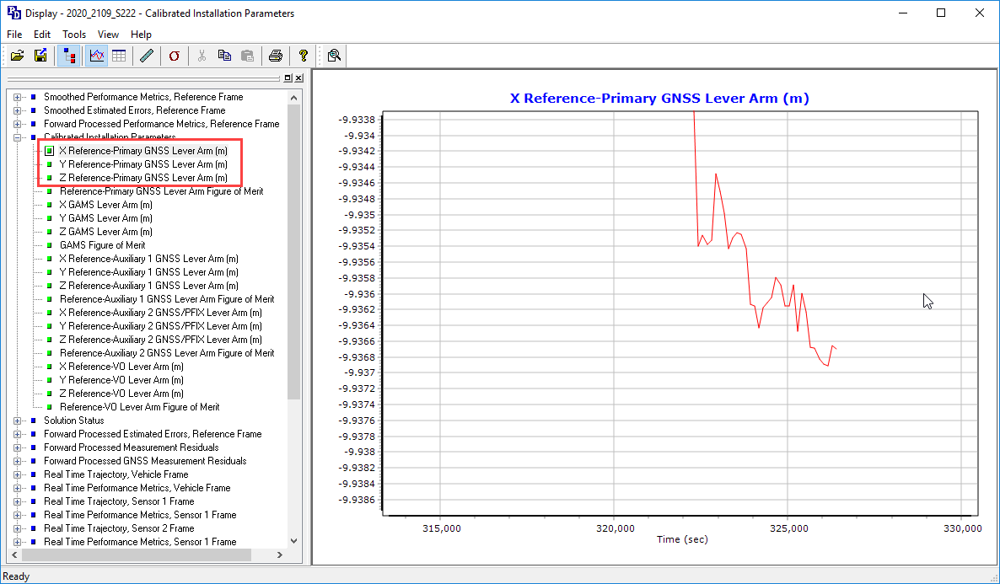 Display - 2020_2109_S222 - Calibrated Installation Parameters
File Edit Tools View Help
Smoothed Performance Metrics, Reference Frame
Smoothed Estimated Errors, Reference Frame
Forward Processed Performance Metrics, Reference Frame
Calibrated Installation Parameters
X Reference-Primary GNSS Lever Arm (m)
Y Reference-Primary GNSS Lever Arm (m)
Z Reference-Primary GNSS Lever Arm (m)
Reference-Primary GNSS Lever Arm Figure of Merit
X GAMS Lever Arm (m)
Y GAMS Lever Arm (m)
Z GAMS Lever Arm (m)
GAMS Figure of Merit
X Reference-Auxiliary 1 GNSS Lever Arm (m)
Y Reference-Auxiliary 1 GNSS Lever Arm (m)
Z Reference-Auxiliary 1 GNSS Lever Arm (m)
Reference-Auxiliary 1 GNSS Lever Arm Figure of Merit
X Reference-Auxiliary 2 GNSS/PFIX Lever Arm (m)
Y Reference-Auxiliary 2 GNSS/PFIX Lever Arm (m)
Z Reference-Auxiliary 2 GNSS/PFIX Lever Arm (m)
Reference-Auxiliary 2 GNSS Lever Arm Figure of Merit
X Reference-VO Lever Arm (m)
Y Reference-VO Lever Arm (m)
Z Reference-VO Lever Arm (m)
Reference-VO Lever Arm Figure of Merit
Solution Status
Forward Processed Estimated Errors, Reference Frame
Forward Processed Measurement Residuals
Forward Processed GNSS Measurement Residuals
Real Time Trajectory, Vehicle Frame
Real Time Performance Metrics, Vehicle Frame
Real Time Trajectory, Sensor 1 Frame
Real Time Performance Metrics, Sensor 1 Frame
Real Time Trajectory, Sensor 2 Frame
Real Time Performance Metrics, Sensor 1 Frame
X Reference-Primary GNSS Lever Arm (m)
-9.9338
-9.934
-9.9342
-9.9344
-9.9346
-9.9348
-9.935
-9.9352
-9.9354
-9.9356
-9.9358
-9.936
-9.9362
-9.9364
-9.9366
-9.9368
-9.937
-9.9372
-9.9374
-9.9376
-9.9378
-9.938
-9.9382
-9.9384
-9.9386
315,000 320,000 325,000 330,000
Time (sec)
Ready